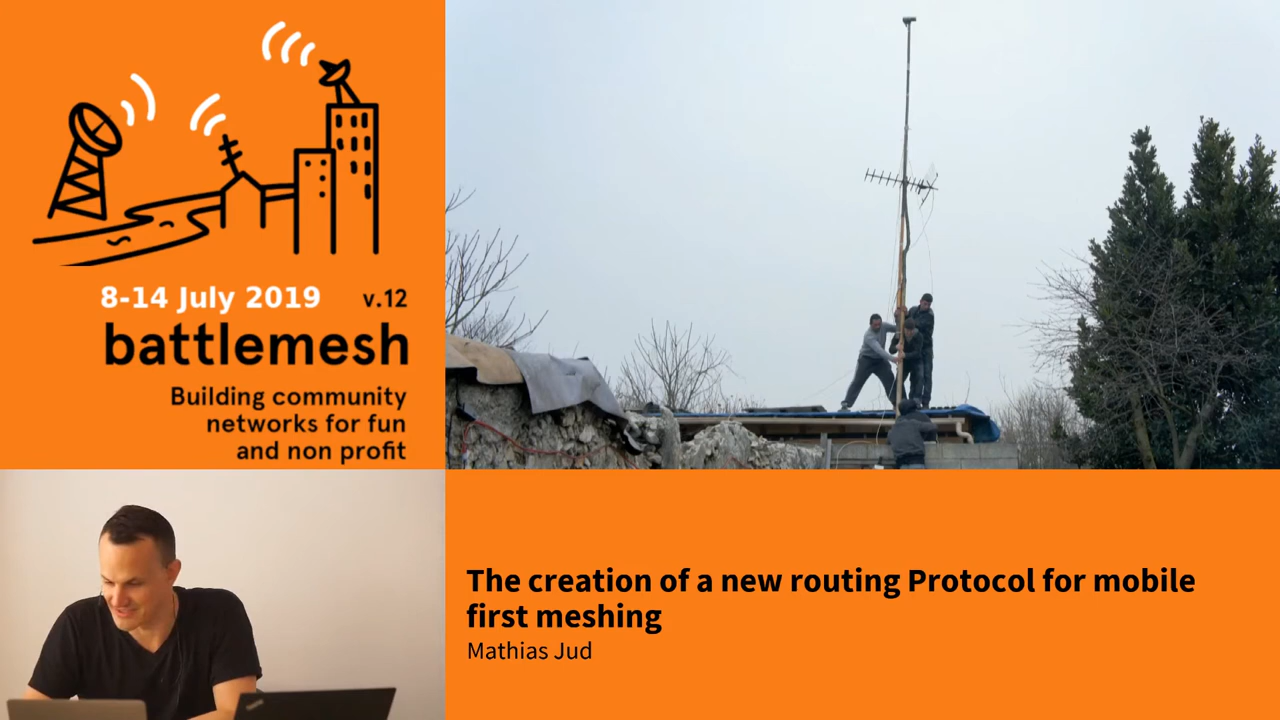 8-14 July 2019 v.12
battlemesh
Building community
networks for fun
and non profit
The creation of a new routing Protocol for mobile
first meshing
Mathias Jud